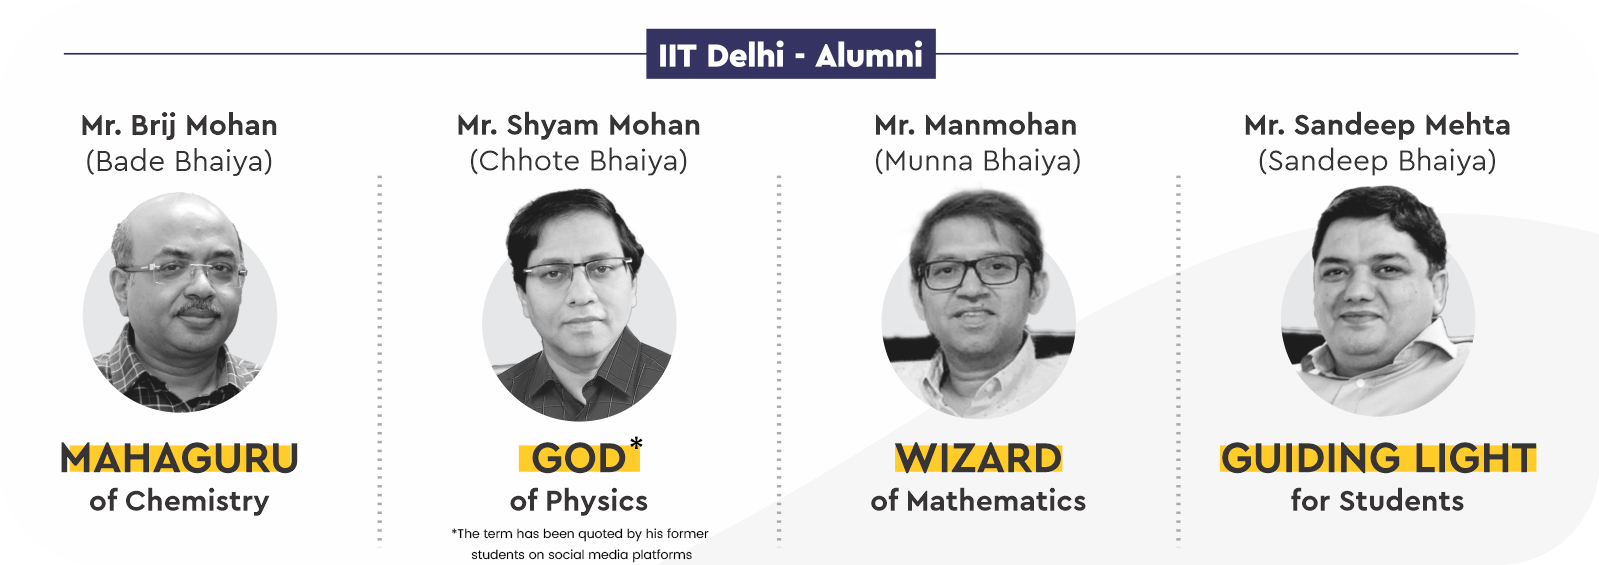 IIT Delhi - Alumni
Mr. Brij Mohan
(Bade Bhaiya)
MAHAGURU
of Chemistry
Mr. Shyam Mohan
(Chhote Bhaiya)
GOD*
of Physics
*The term has been quoted by his former
students on social media platforms
Mr. Manmohan
(Munna Bhaiya)
WIZARD
of Mathematics
Mr. Sandeep Mehta
(Sandeep Bhaiya)
GUIDING LIGHT
for Students